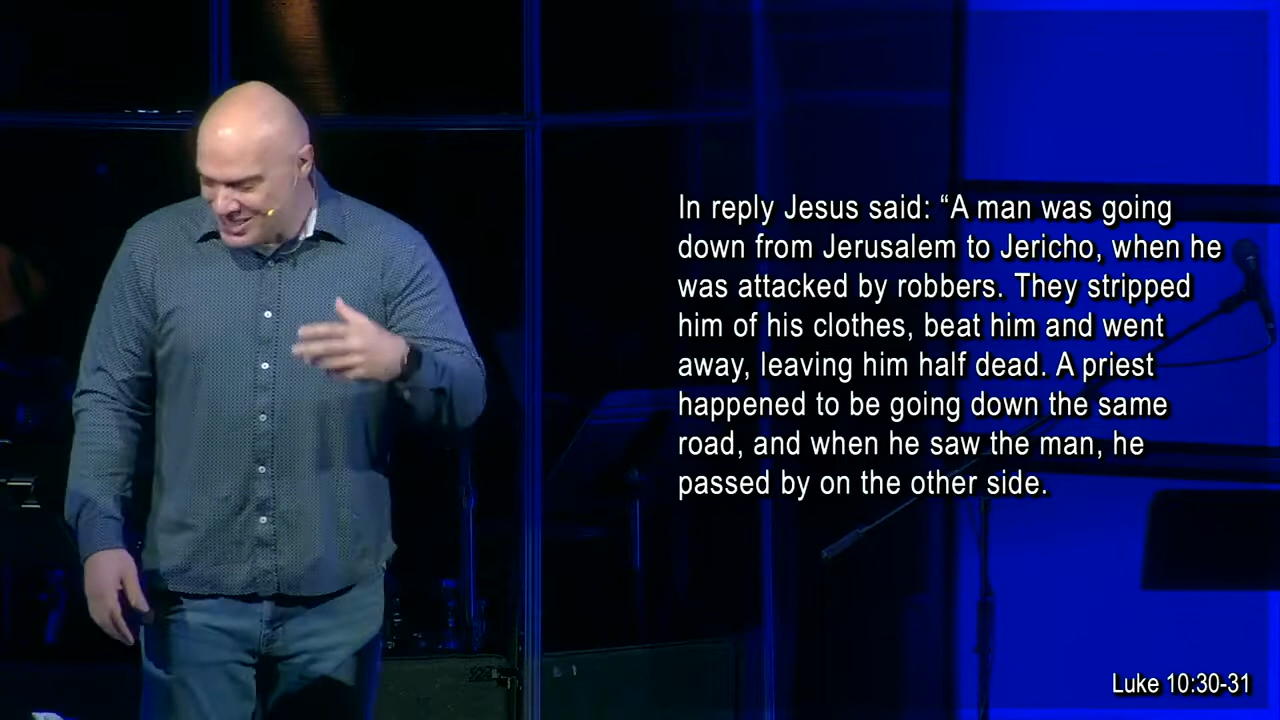 In reply Jesus said: “A man was going
down from Jerusalem to Jericho, when he
was attacked by robbers. They stripped
him of his clothes, beat him and went
away, leaving him half dead. A priest
happened to be going down the same
road, and when he saw the man, he
passed by on the other side.
Luke 10:30-31